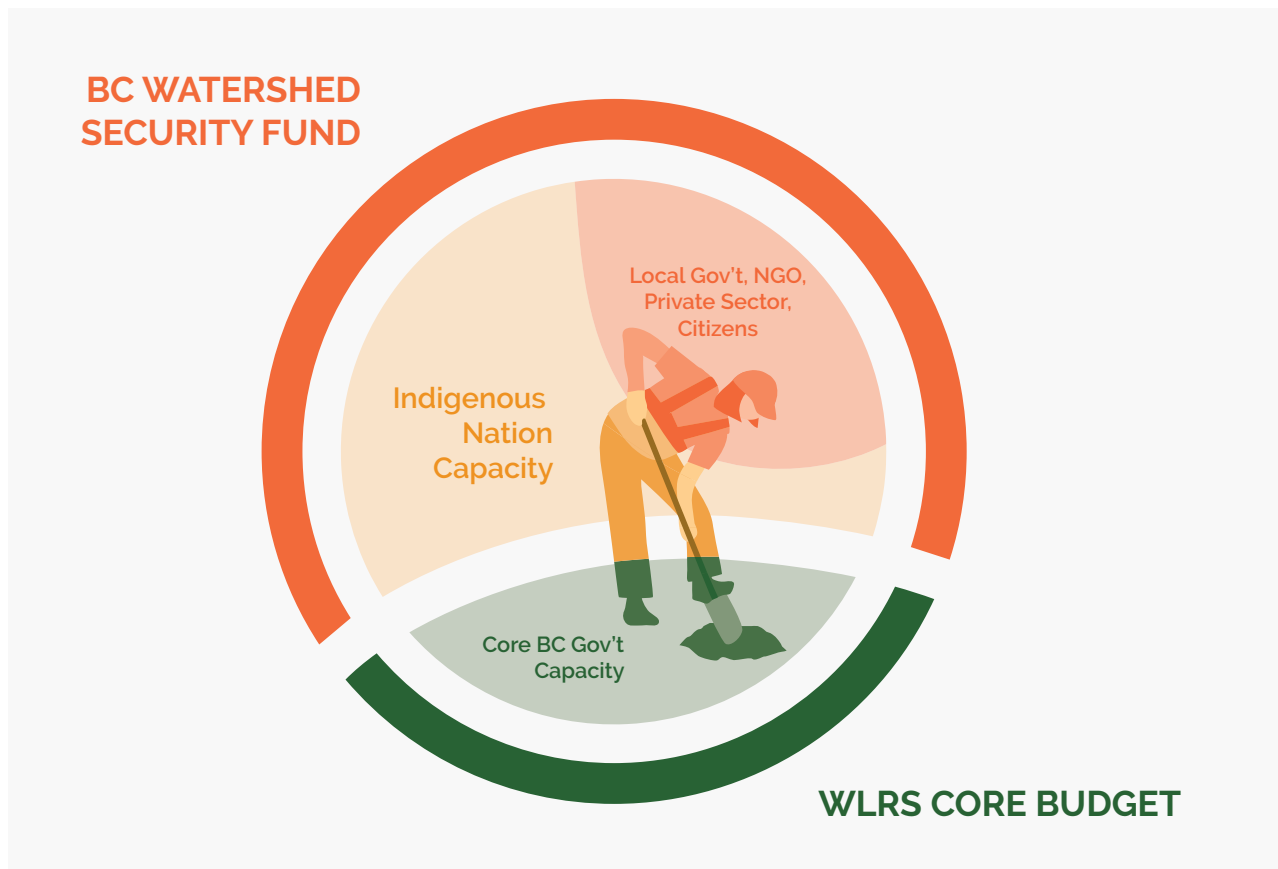 BC WATERSHED
SECURITY FUND
Local Gov’t, NGO,
Private Sector,
Citizens
Indigenous
Nation
Capacity
Core BC Gov’t
Capacity
WLRS CORE BUDGET